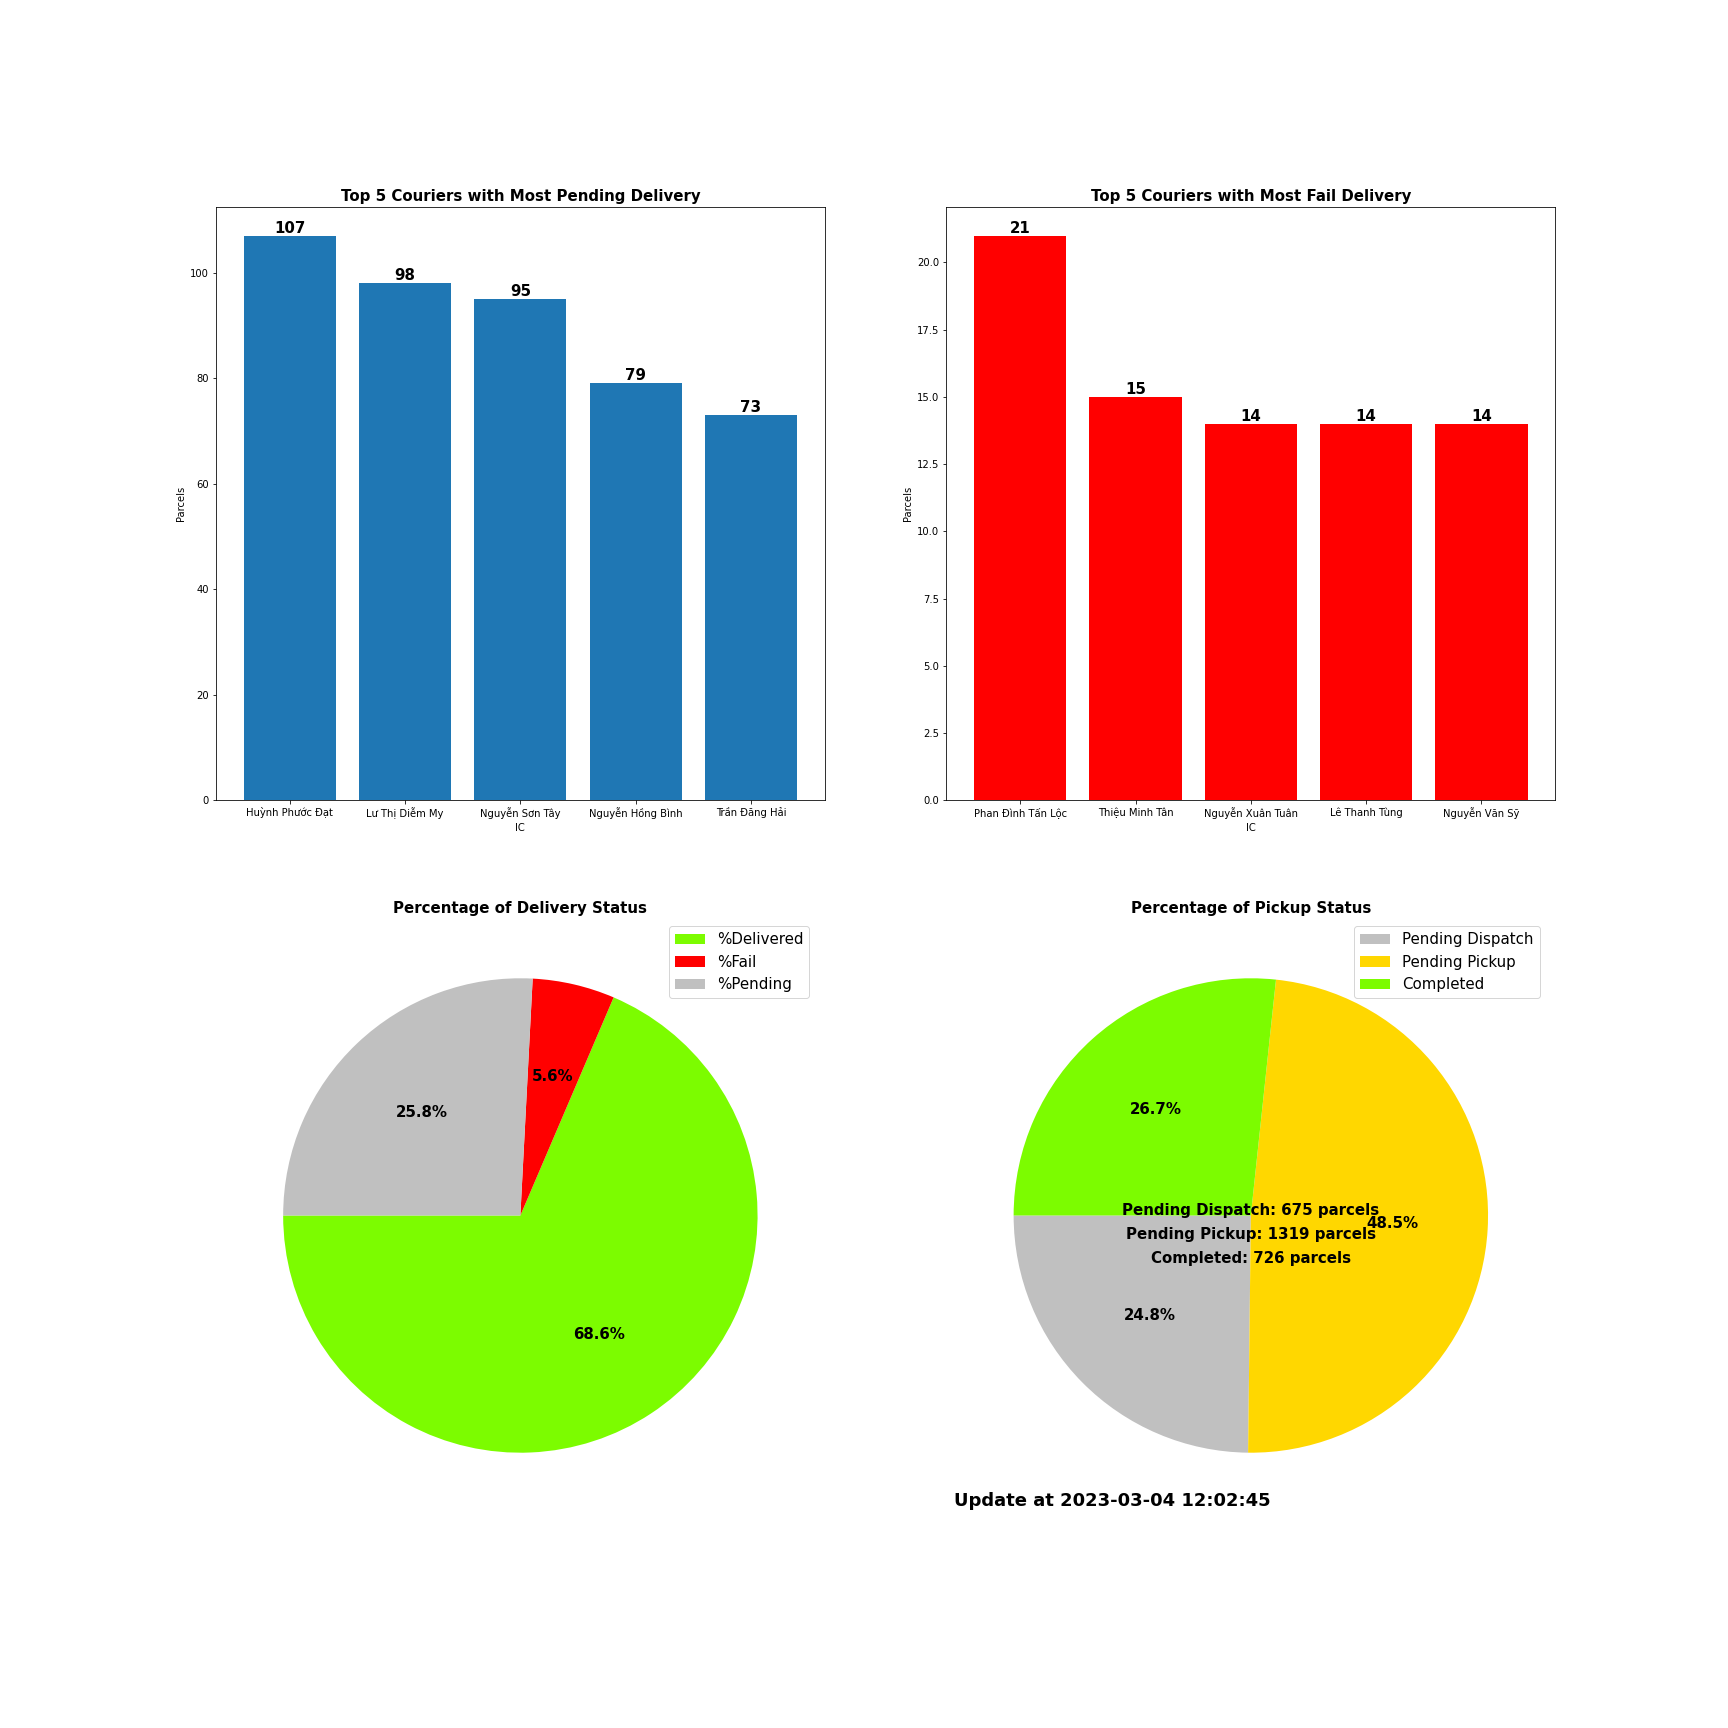 Top 5 Couriers with Most Pending Delivery
107
98
95
79
73
100
80
60
40
20
0
Parcels
Huỳnh Phước Đạt
Lư Thị Diễm My
Nguyễn Sơn Tây
Nguyễn Hồng Bình
Trần Đăng Hải
IC
Top 5 Couriers with Most Fail Delivery
21
15
14
14
14
20.0
17.5
15.0
12.5
10.0
7.5
5.0
2.5
0.0
Parcels
Phan Đình Tấn Lộc
Thiệu Minh Tân
Nguyễn Xuân Tuân
Lê Thanh Tùng
Nguyễn Văn Sỹ
IC
Percentage of Delivery Status
%Delivered
%Fail
%Pending
5.6%
25.8%
68.6%
Percentage of Pickup Status
Pending Dispatch
Pending Pickup
Completed
26.7%
Pending Dispatch: 675 parcels
48.5%
Pending Pickup: 1319 parcels
Completed: 726 parcels
24.8%
Update at 2023-03-04 12:02:45